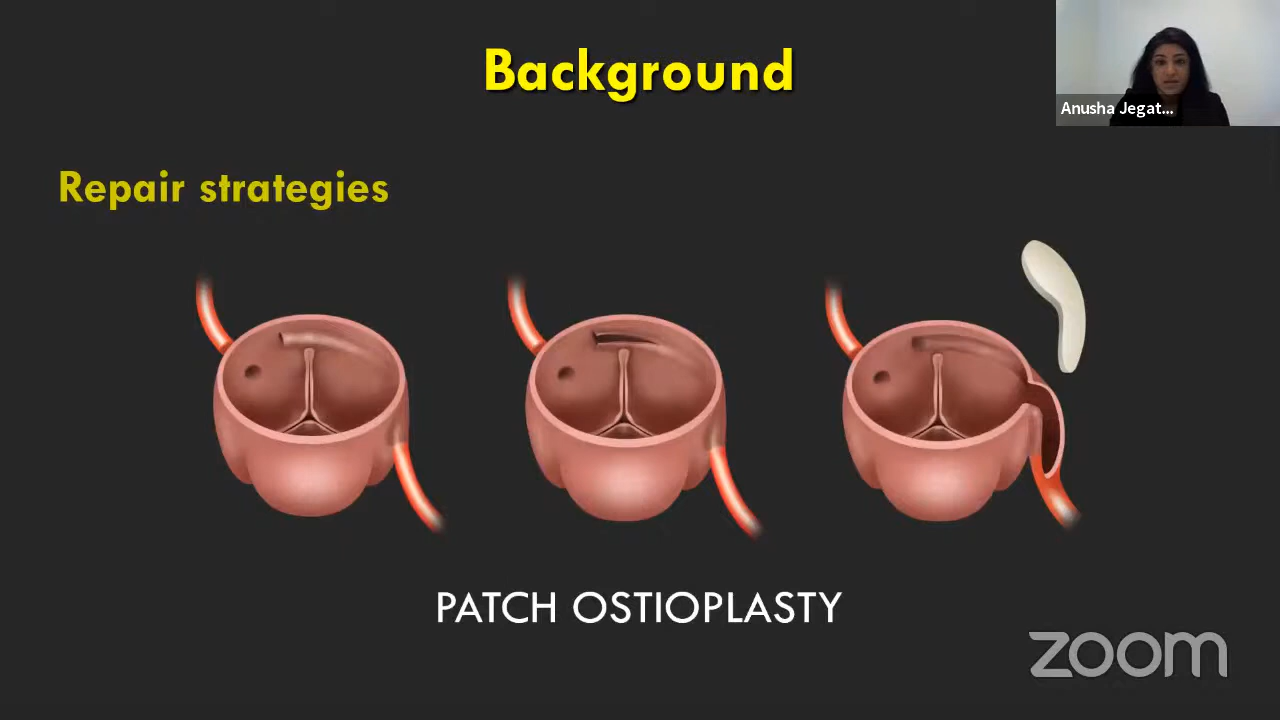 Background
Anusha Jegat...
Repair strategies
PATCH OSTIOPLASTY
zoom